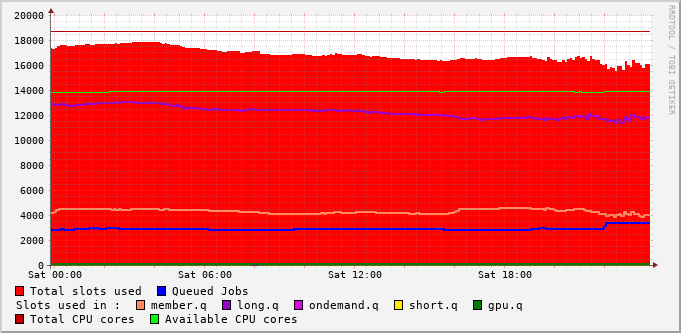 20000
18000
16000
14000
12000
10000
8000
6000
4000
2000
0
Sat 00:00 Sat 06:00 Sat 12:00 Sat 18:00
Total slots used Queued Jobs
Slots used in : member.q long.q ondemand.q short.q gpu.q
Total CPU cores Available CPU cores
RRDTOOL / TOBI OETIKER